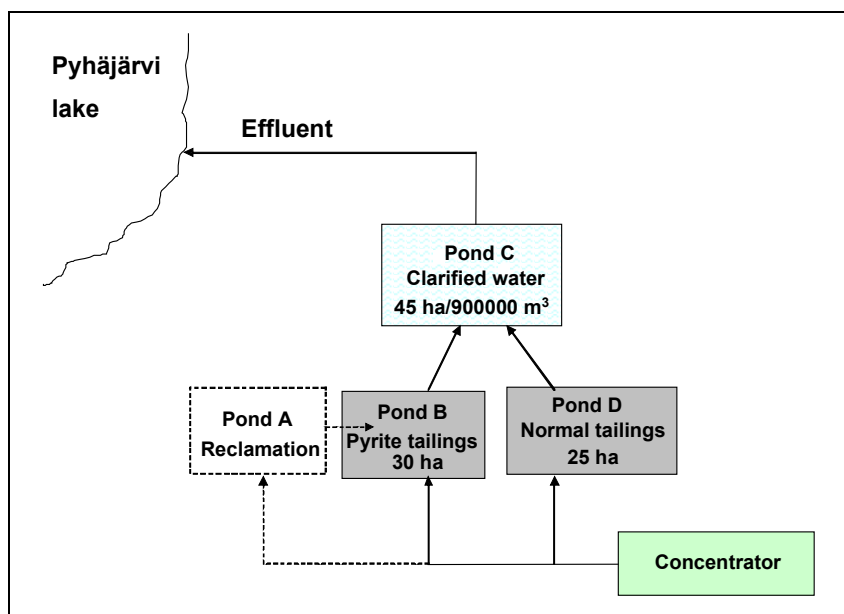 Pyhäjärvi
lake
Effluent
Pond C
Clarified water
45 ha/900000 m³
Pond A
Reclamation
Pond B
Pyrite tailings
30 ha
Pond D
Normal tailings
25 ha
Concentrator